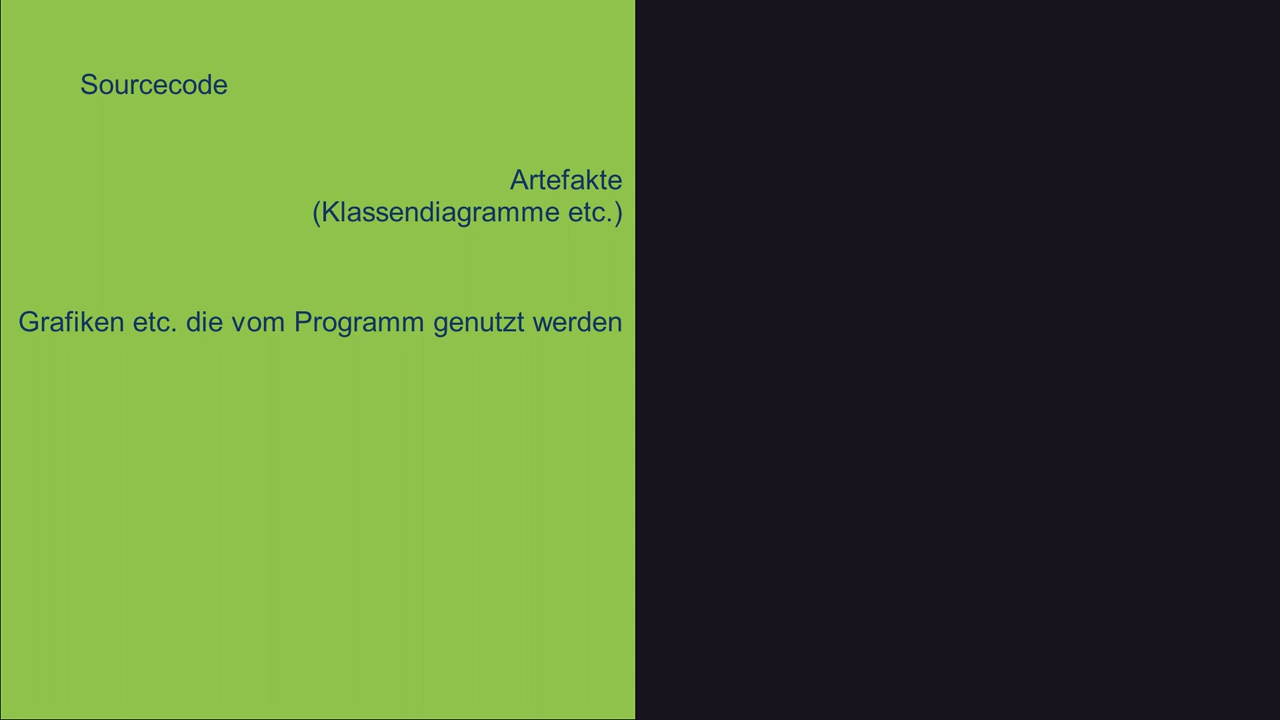 Sourcecode
Artefakte
(Klassendiagramme etc.)
Grafiken etc. die vom Programm genutzt werden